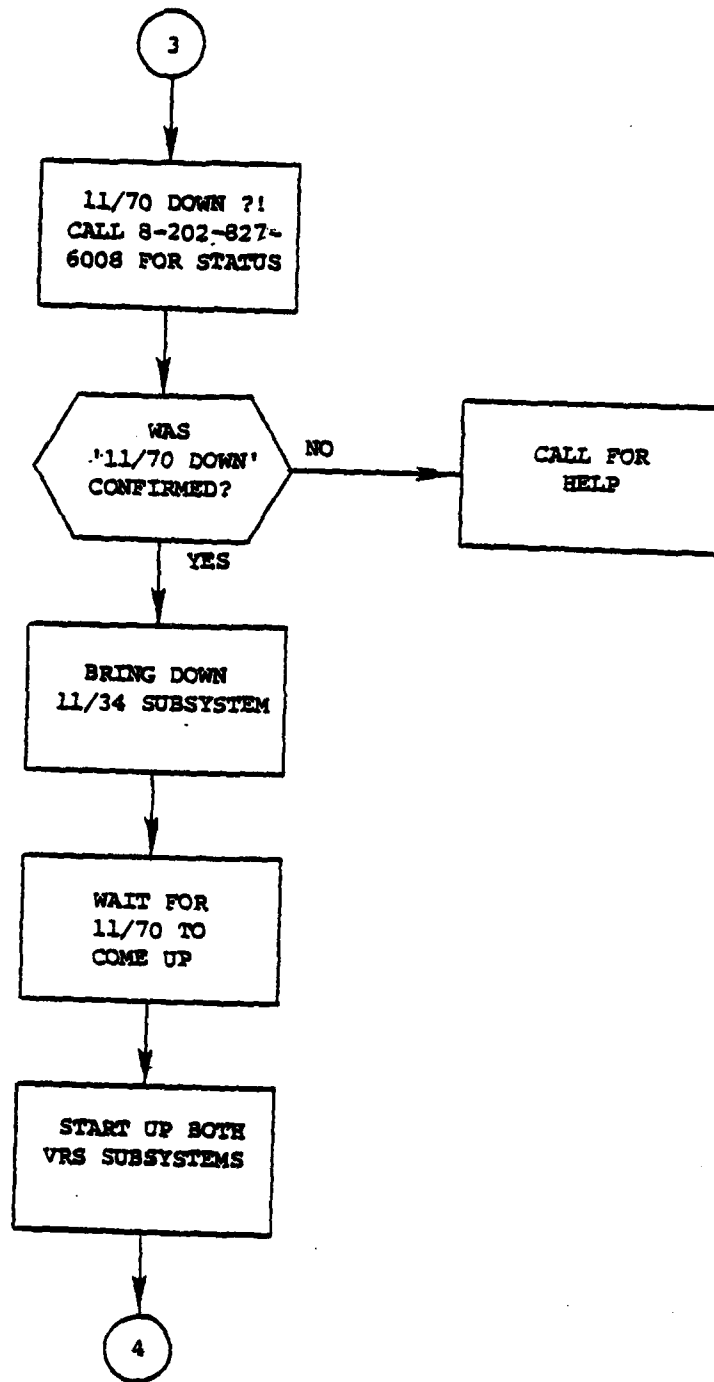 3
11/70 DOWN ?!
CALL 8-202-827-
6008 FOR STATUS
WAS
'11/70 DOWN'
CONFIRMED?
NO
CALL FOR
HELP
YES
BRING DOWN
11/34 SUBSYSTEM
WAIT FOR
11/70 TO
COME UP
START UP BOTH
VRS SUBSYSTEMS
4